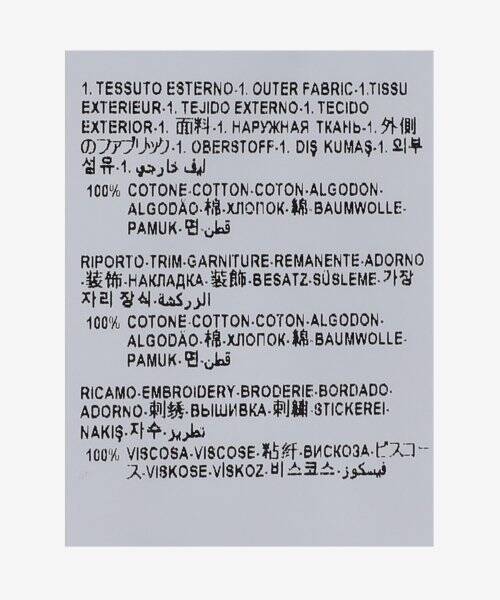 1. TESSUTO ESTERNO-1. OUTER FABRIC-1.TISSU
EXTERIEUR-1. TEJIDO EXTERNO-1. TECIDO
EXTERIOR-1. 面料-1. НАРУЖНАЯ ТКАНЬ-1. 外側
のファブリック-1. OBERSTOFF-1. DIŞ KUMAŞ-1. 외부
섬유-1. ليف خارجي
100% COTONE-COTTON-COTON-ALGODON-
ALGODÃO-棉-ХЛОПОК-綿-BAUMWOLLE-
PAMUK-면-قطن
RIPORTO-TRIM-GARNITURE-REMANENTE-ADORNO
-装饰-НАКЛАДКА-装飾-BESATZ-SÜSLEME-가장
자리 장식-الزركشة
100% COTONE-COTTON-COTON-ALGODON-
ALGODÃO-棉-ХЛОПОК-綿-BAUMWOLLE-
PAMUK-면-قطن
RICAMO-EMBROIDERY-BRODERIE-BORDADO-
ADORNO-刺绣-ВЫШИВКА-刺繍-STICKEREI-
NAKIŞ-자수-تطريز
100% VISCOSA-VISCOSE-粘纤-ВИСКОЗА-ビスコー
ス-VISKOSE-VİSKOZ-비스코스-فيسكوز